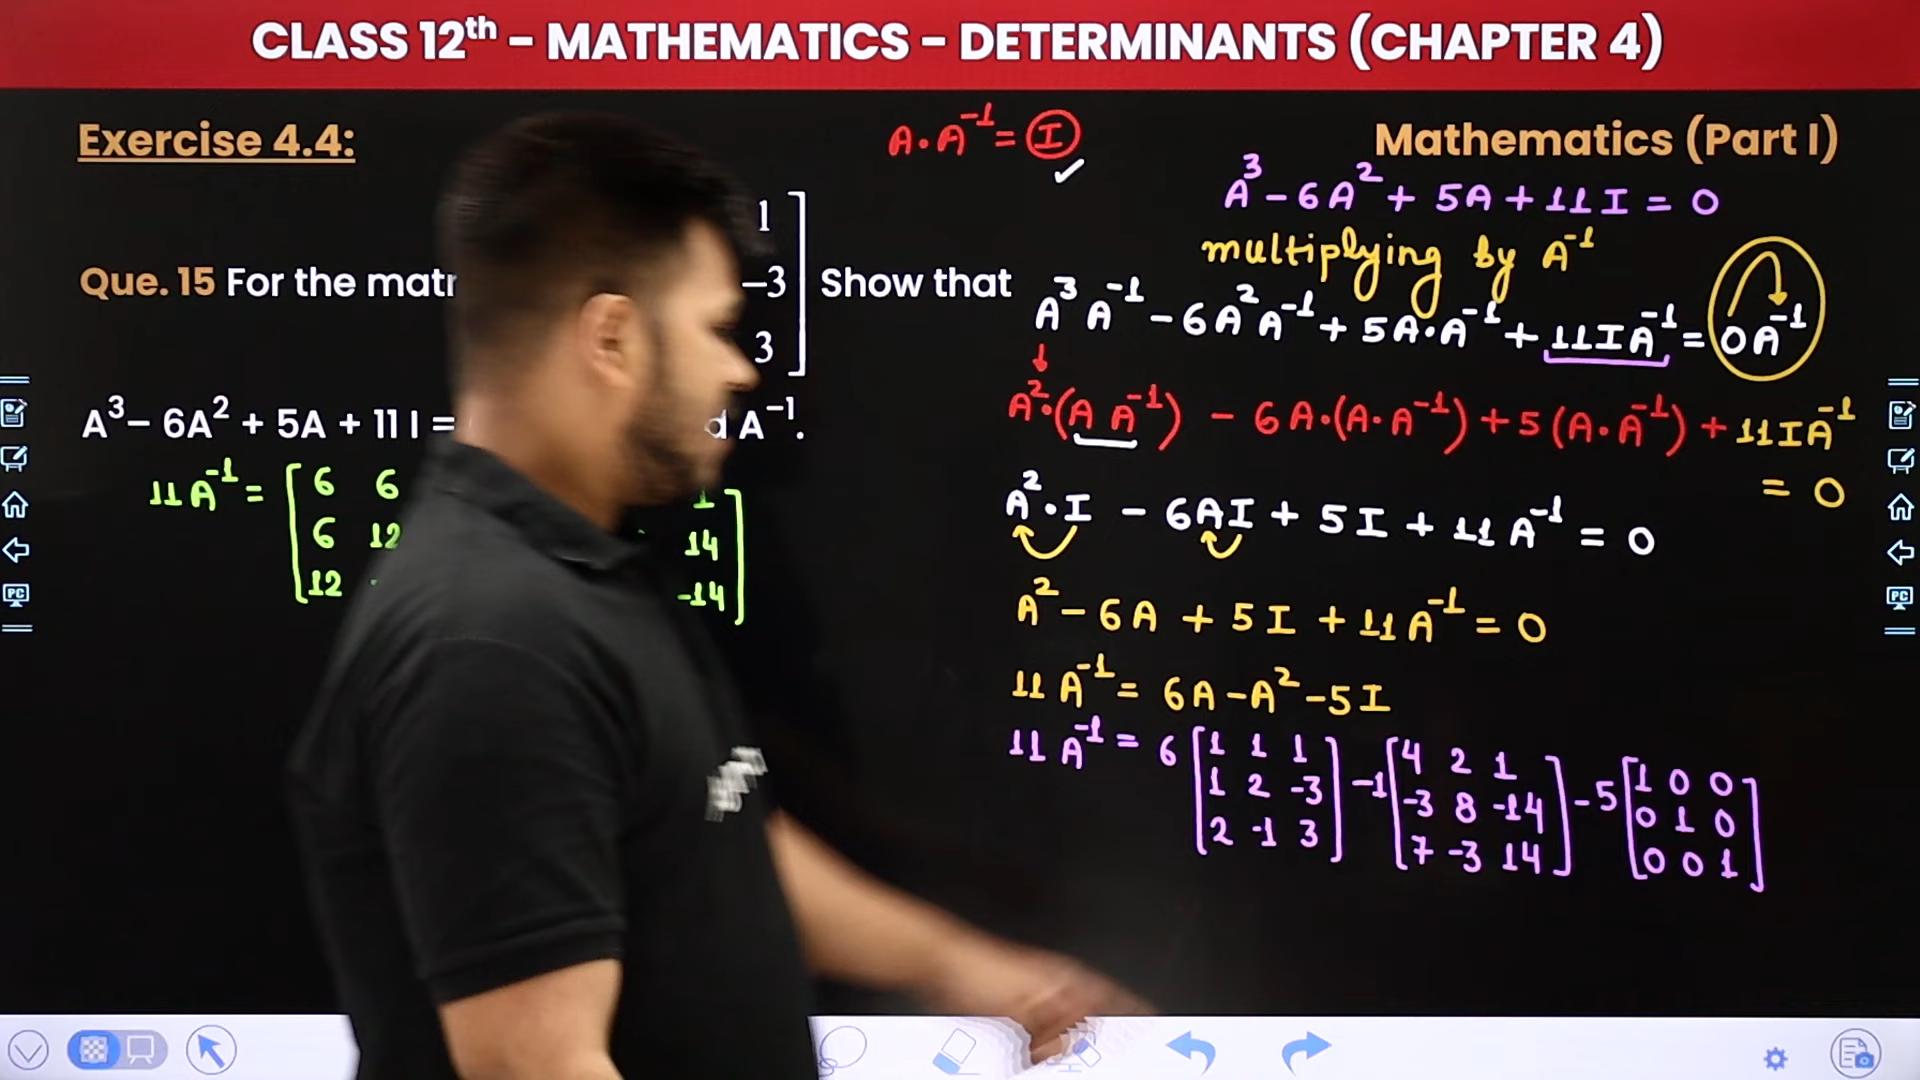 CLASS 12th – MATHEMATICS – DETERMINANTS (CHAPTER 4)
Exercise 4.4:
A·A⁻¹ = I
Mathematics (Part I)
Que. 15 For the matr
1
–3
3
Show that
A³– 6A² + 5A + 11 I =
d A⁻¹.
11A⁻¹ =
6 6
6 12
12
1
14
-14
A³ – 6A² + 5A + 11I = 0
multiplying by A⁻¹
A³A⁻¹ – 6A²A⁻¹ + 5A·A⁻¹ + 11IA⁻¹ = 0A⁻¹
A²·(A A⁻¹) – 6A·(A·A⁻¹) + 5(A·A⁻¹) + 11IA⁻¹
= 0
A²·I – 6AI + 5I + 11A⁻¹ = 0
A² – 6A + 5I + 11A⁻¹ = 0
11A⁻¹ = 6A – A² – 5I
11A⁻¹ = 6 [1 1 1 –1 [4 2 1 –5 [1 0 0
1 2 -3] -3 8 -14] 0 1 0]
2 -1 3 7 -3 14 0 0 1
PC
PC